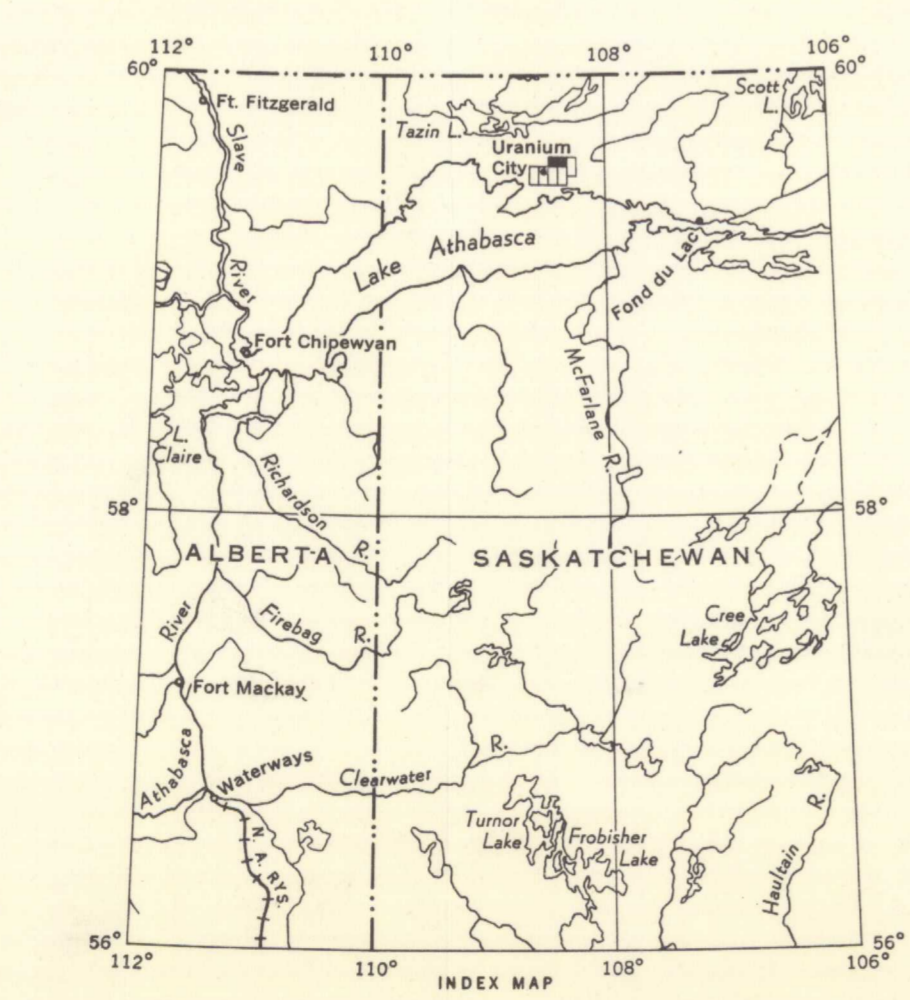 112°
110°
108°
106°
60°
60°
Ft. Fitzgerald
Scott
L.
Tazin L.
Slave
Uranium
City
Athabasca
Lake
River
Fond du Lac
Fort Chipewyan
McFarlane
R.
L.
Claire
Richardson
R.
58°
58°
ALBERTA
SASKATCHEWAN
River
Firebag
R.
Cree
Lake
Fort Mackay
R.
Athabasca
Waterways
Clearwater
R.
Turnor
Lake
Frobisher
Lake
N. A. RYS.
Haultain
56°
56°
112°
110°
108°
106°
INDEX MAP